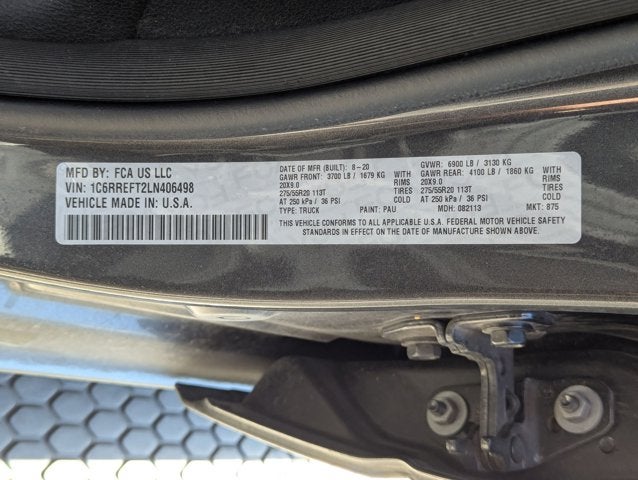 MFD BY: FCA US LLC
VIN: 1C6RREFT2LN406498
VEHICLE MADE IN: U.S.A.
DATE OF MFR (BUILT): 8-20 GVWR: 6900 LB / 3130 KG
GAWR FRONT: 3700 LB / 1679 KG WITH GAWR REAR: 4100 LB / 1860 KG WITH
20X9.0 RIMS 20X9.0 RIMS
275/55R20 113T TIRES 275/55R20 113T TIRES
AT 250 kPa / 36 PSI COLD AT 250 kPa / 36 PSI COLD
TYPE: TRUCK PAINT: PAU MDH: 082113 MKT: 875
THIS VEHICLE CONFORMS TO ALL APPLICABLE U.S.A. FEDERAL MOTOR VEHICLE SAFETY
STANDARDS IN EFFECT ON THE DATE OF MANUFACTURE SHOWN ABOVE.